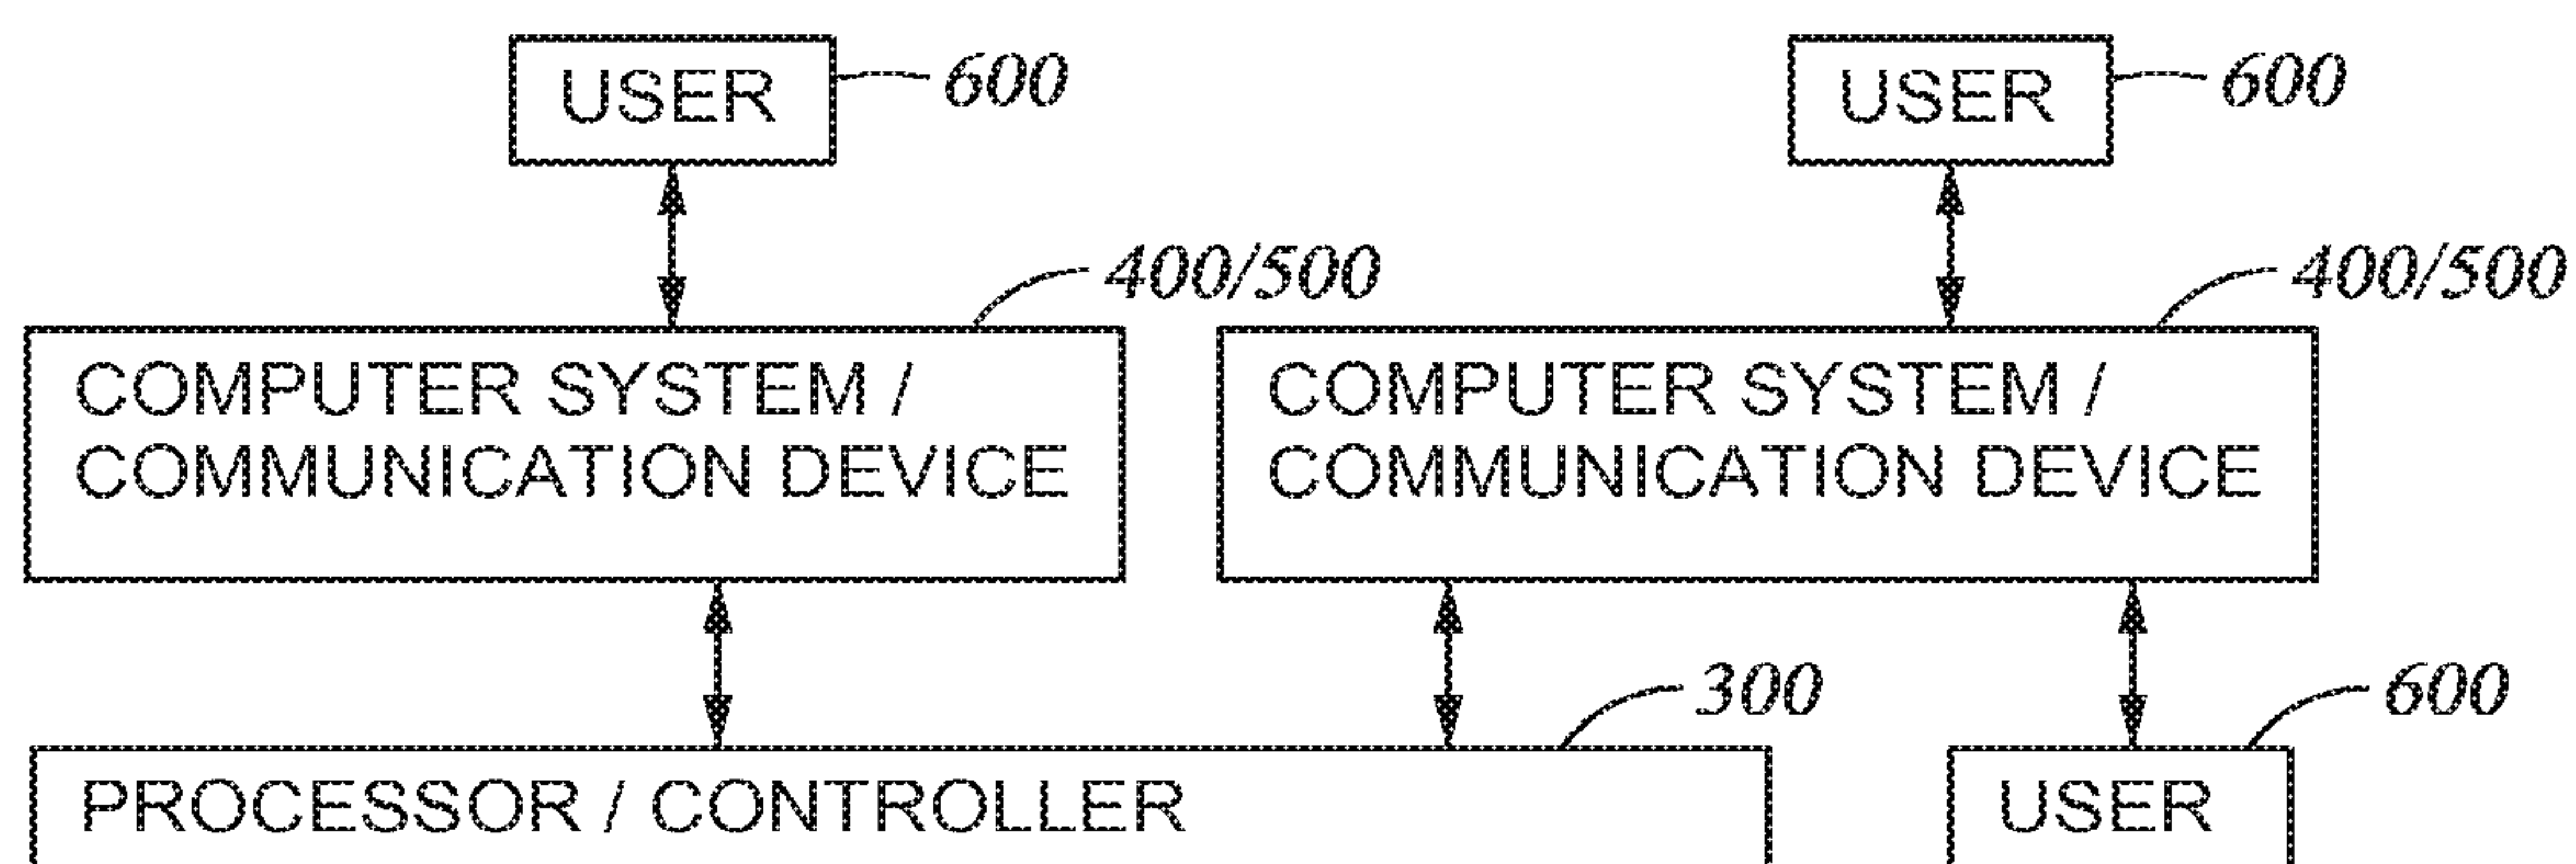 USER 600
USER 600
400/500
400/500
COMPUTER SYSTEM /
COMMUNICATION DEVICE
COMPUTER SYSTEM /
COMMUNICATION DEVICE
300
600
PROCESSOR / CONTROLLER
USER